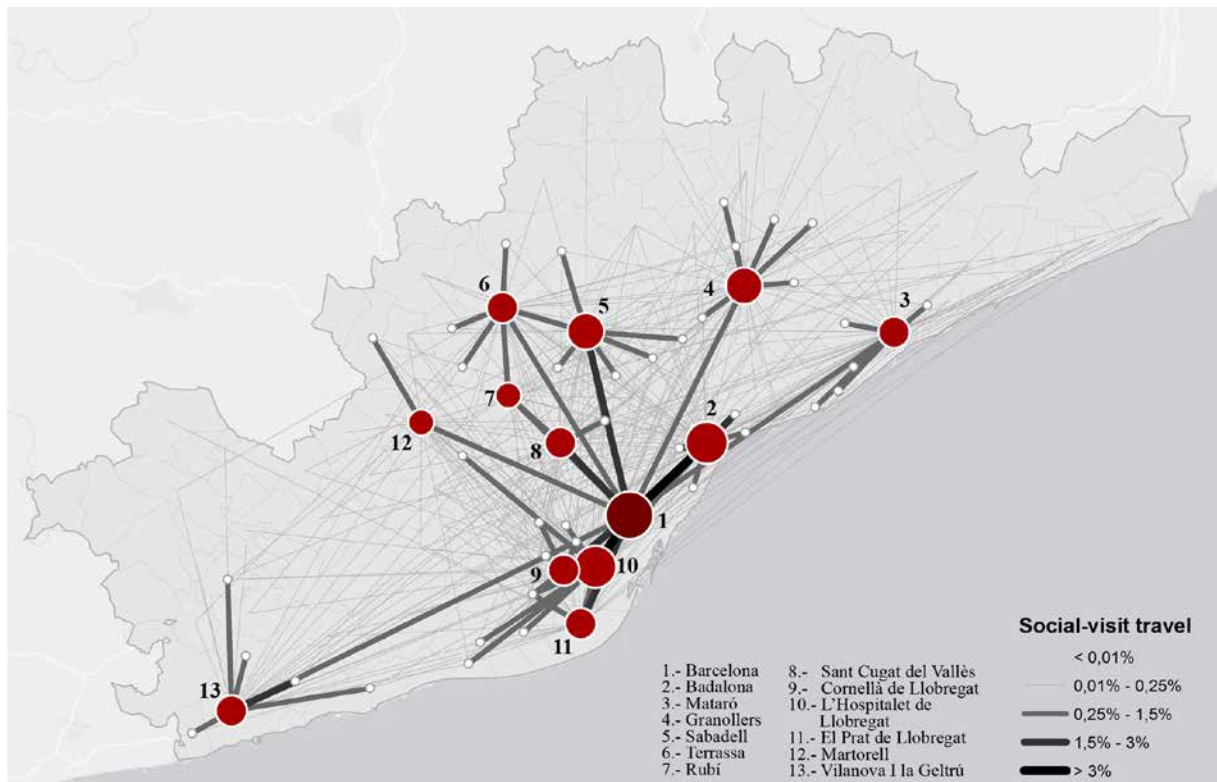 6
5
4
3
7
2
12
8
1
10
9
11
13
Social-visit travel
< 0,01%
0,01% - 0,25%
0,25% - 1,5%
1,5% - 3%
> 3%
1.- Barcelona
2.- Badalona
3.- Mataró
4.- Granollers
5.- Sabadell
6.- Terrassa
7.- Rubí
8.- Sant Cugat del Vallès
9.- Cornellà de Llobregat
10.- L'Hospitalet de
Llobregat
11.- El Prat de Llobregat
12.- Martorell
13.- Vilanova I la Geltrú